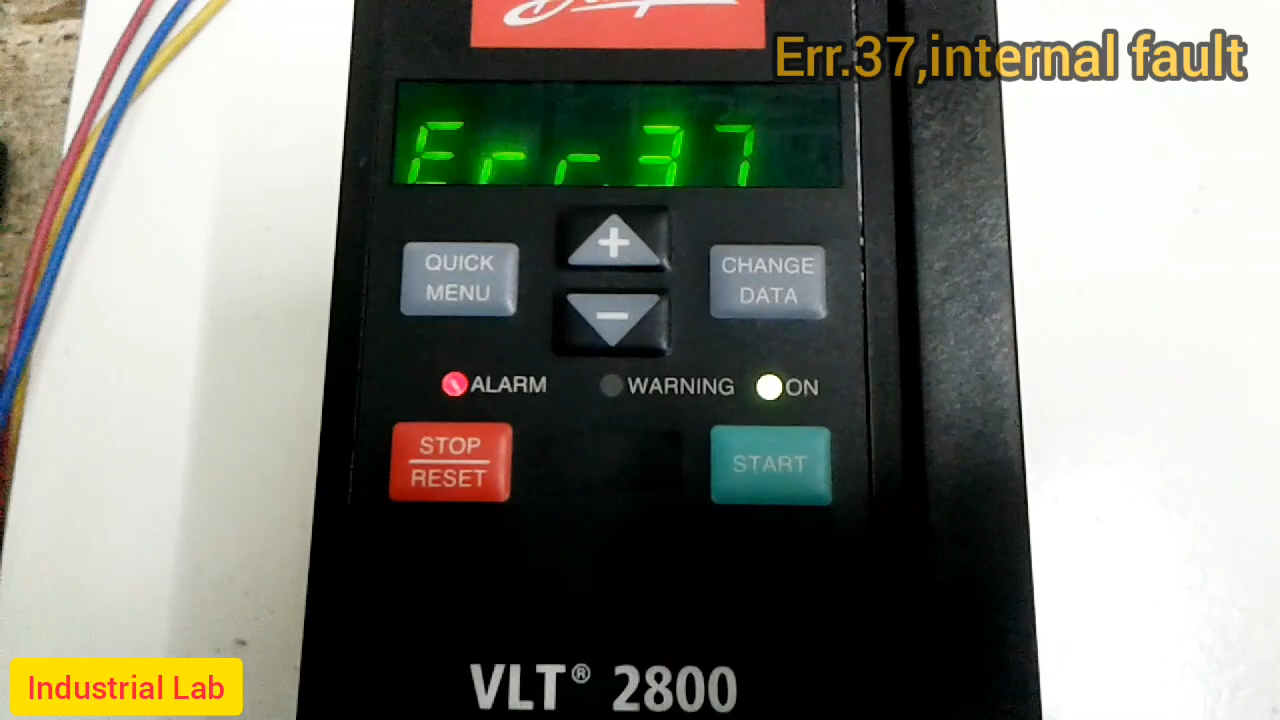 Err.37,internal fault
Err.37
QUICK
MENU
+
CHANGE
DATA
−
ALARM
WARNING
ON
STOP
RESET
START
VLT® 2800
Industrial Lab